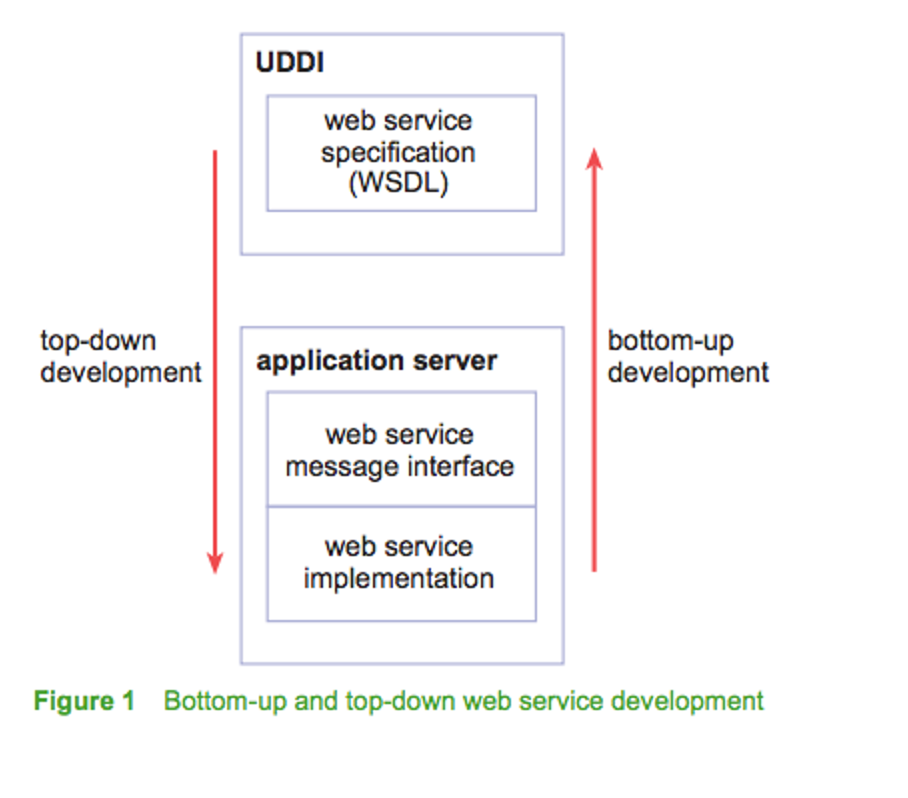 UDDI
web service
specification
(WSDL)
top-down
development
bottom-up
development
application server
web service
message interface
web service
implementation
Figure 1 Bottom-up and top-down web service development